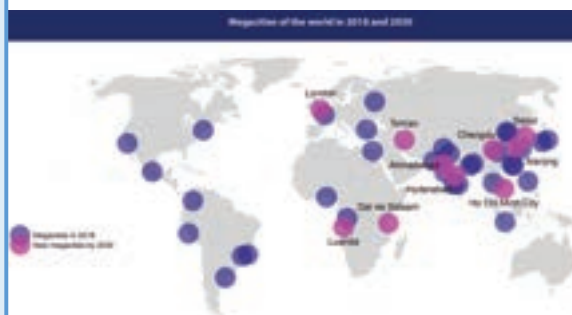 Megacities of the world in 2018 and 2030
London
Tehran
Seoul
Chengdu
Nanjing
Ahmedabad
Hyderabad
Ho Chi Minh City
Dar es Salaam
Luanda
Megacities in 2018
New megacities by 2030